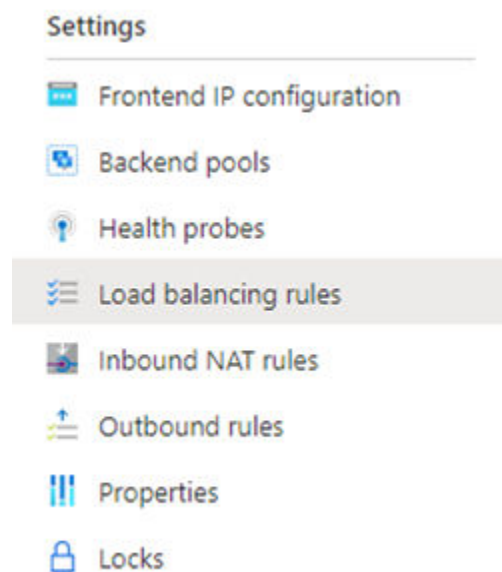 Settings
Frontend IP configuration
Backend pools
Health probes
Load balancing rules
Inbound NAT rules
Outbound rules
Properties
Locks